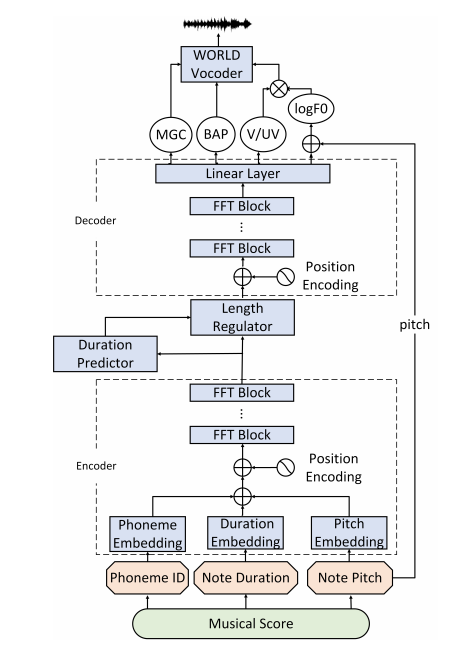 WORLD
Vocoder
logF0
MGC
BAP
V/UV
Linear Layer
Decoder
FFT Block
⋮
FFT Block
Position
Encoding
Length
Regulator
pitch
Duration
Predictor
FFT Block
⋮
FFT Block
Encoder
Position
Encoding
Phoneme
Embedding
Duration
Embedding
Pitch
Embedding
Phoneme ID
Note Duration
Note Pitch
Musical Score